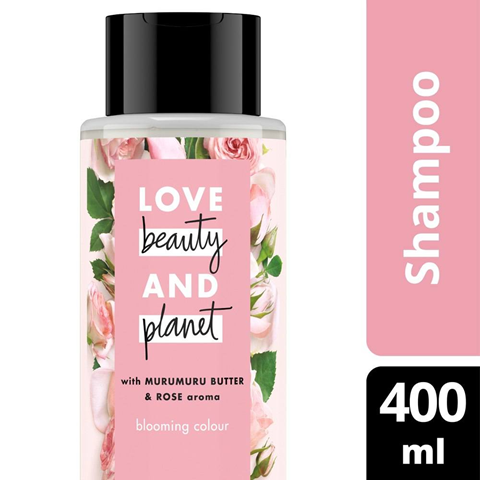 LOVE
beauty
AND
planet
with MURUMURU BUTTER
& ROSE aroma
blooming colour
Shampoo
400
ml